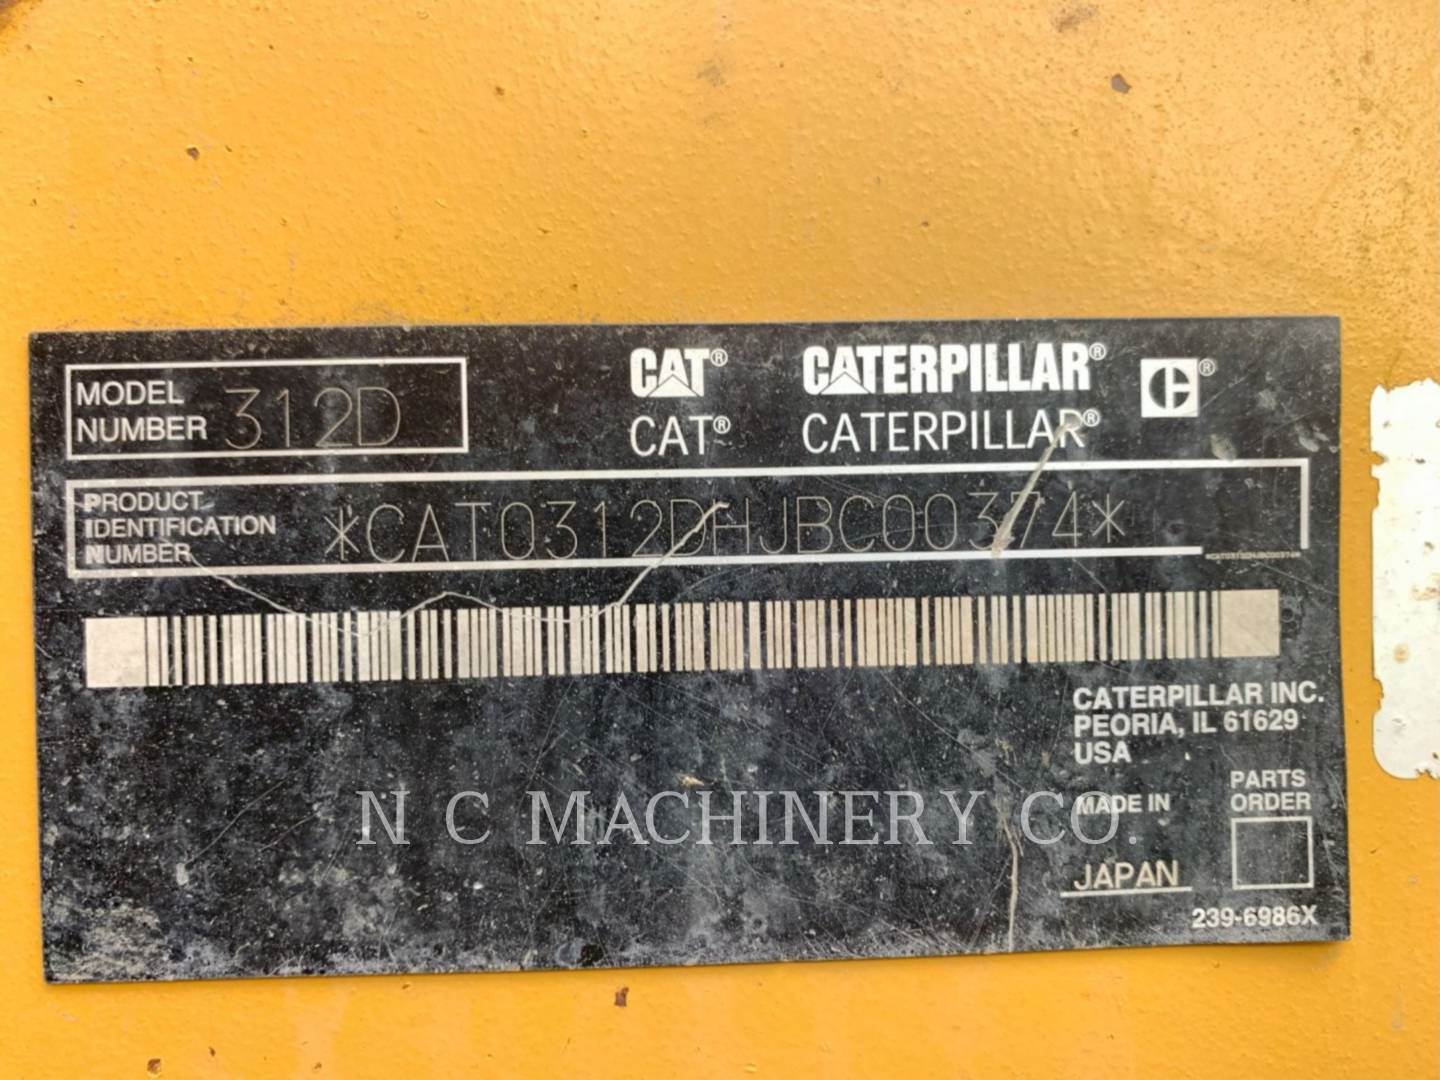 MODEL
NUMBER 312D
CAT® CATERPILLAR® ®
CAT® CATERPILLAR®
PRODUCT
IDENTIFICATION
NUMBER
*CAT0312DHJBC00374*
CATERPILLAR INC.
PEORIA, IL 61629
USA
MADE IN
JAPAN
PARTS
ORDER
239-6986X
N C MACHINERY CO.